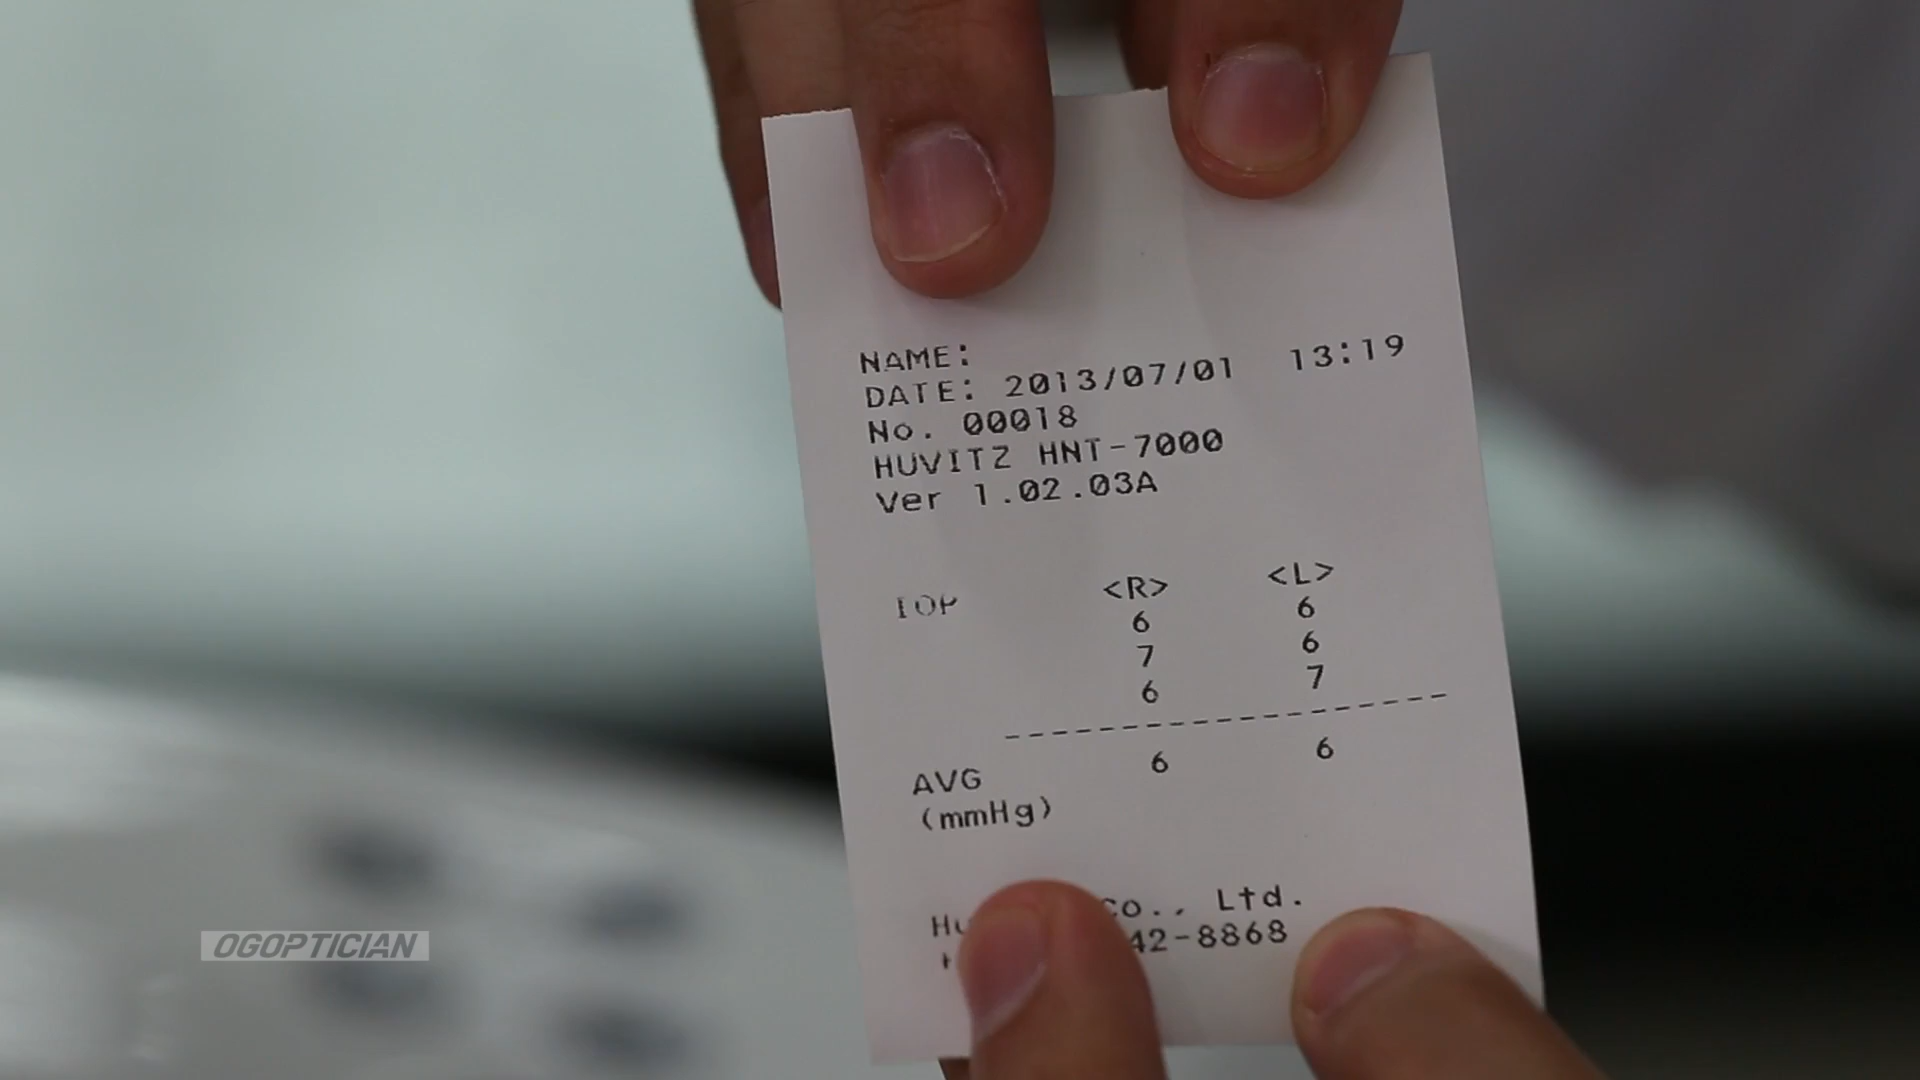 NAME:
DATE: 2013/07/01 13:19
No. 00018
HUVITZ HNT-7000
Ver 1.02.03A
<R> <L>
IOP 6 6
7 6
6 7
--------------------
AVG 6 6
(mmHg)
Co., Ltd.
42-8868
OGOPTICIAN